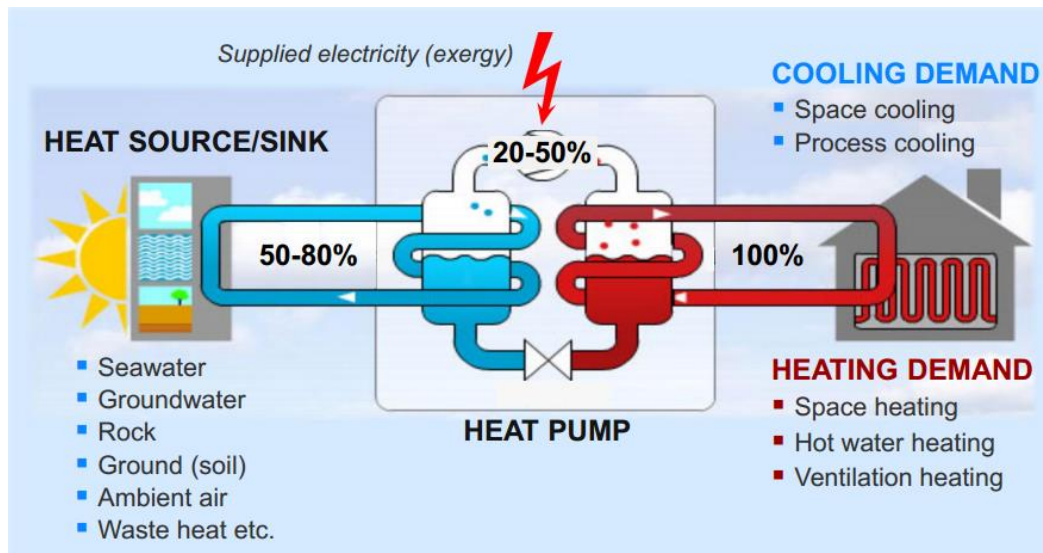 Supplied electricity (exergy)
COOLING DEMAND
▪ Space cooling
▪ Process cooling
HEAT SOURCE/SINK
20-50%
50-80%
100%
▪ Seawater
▪ Groundwater
▪ Rock
▪ Ground (soil)
▪ Ambient air
▪ Waste heat etc.
HEAT PUMP
HEATING DEMAND
▪ Space heating
▪ Hot water heating
▪ Ventilation heating